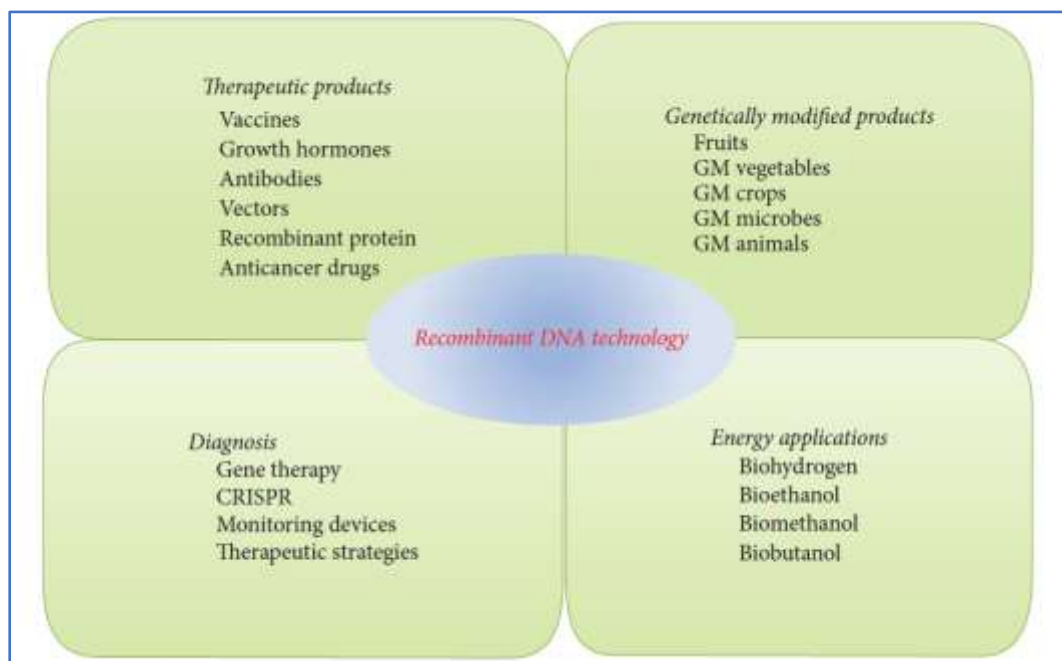 Therapeutic products
Vaccines
Growth hormones
Antibodies
Vectors
Recombinant protein
Anticancer drugs
Genetically modified products
Fruits
GM vegetables
GM crops
GM microbes
GM animals
Recombinant DNA technology
Diagnosis
Gene therapy
CRISPR
Monitoring devices
Therapeutic strategies
Energy applications
Biohydrogen
Bioethanol
Biomethanol
Biobutanol